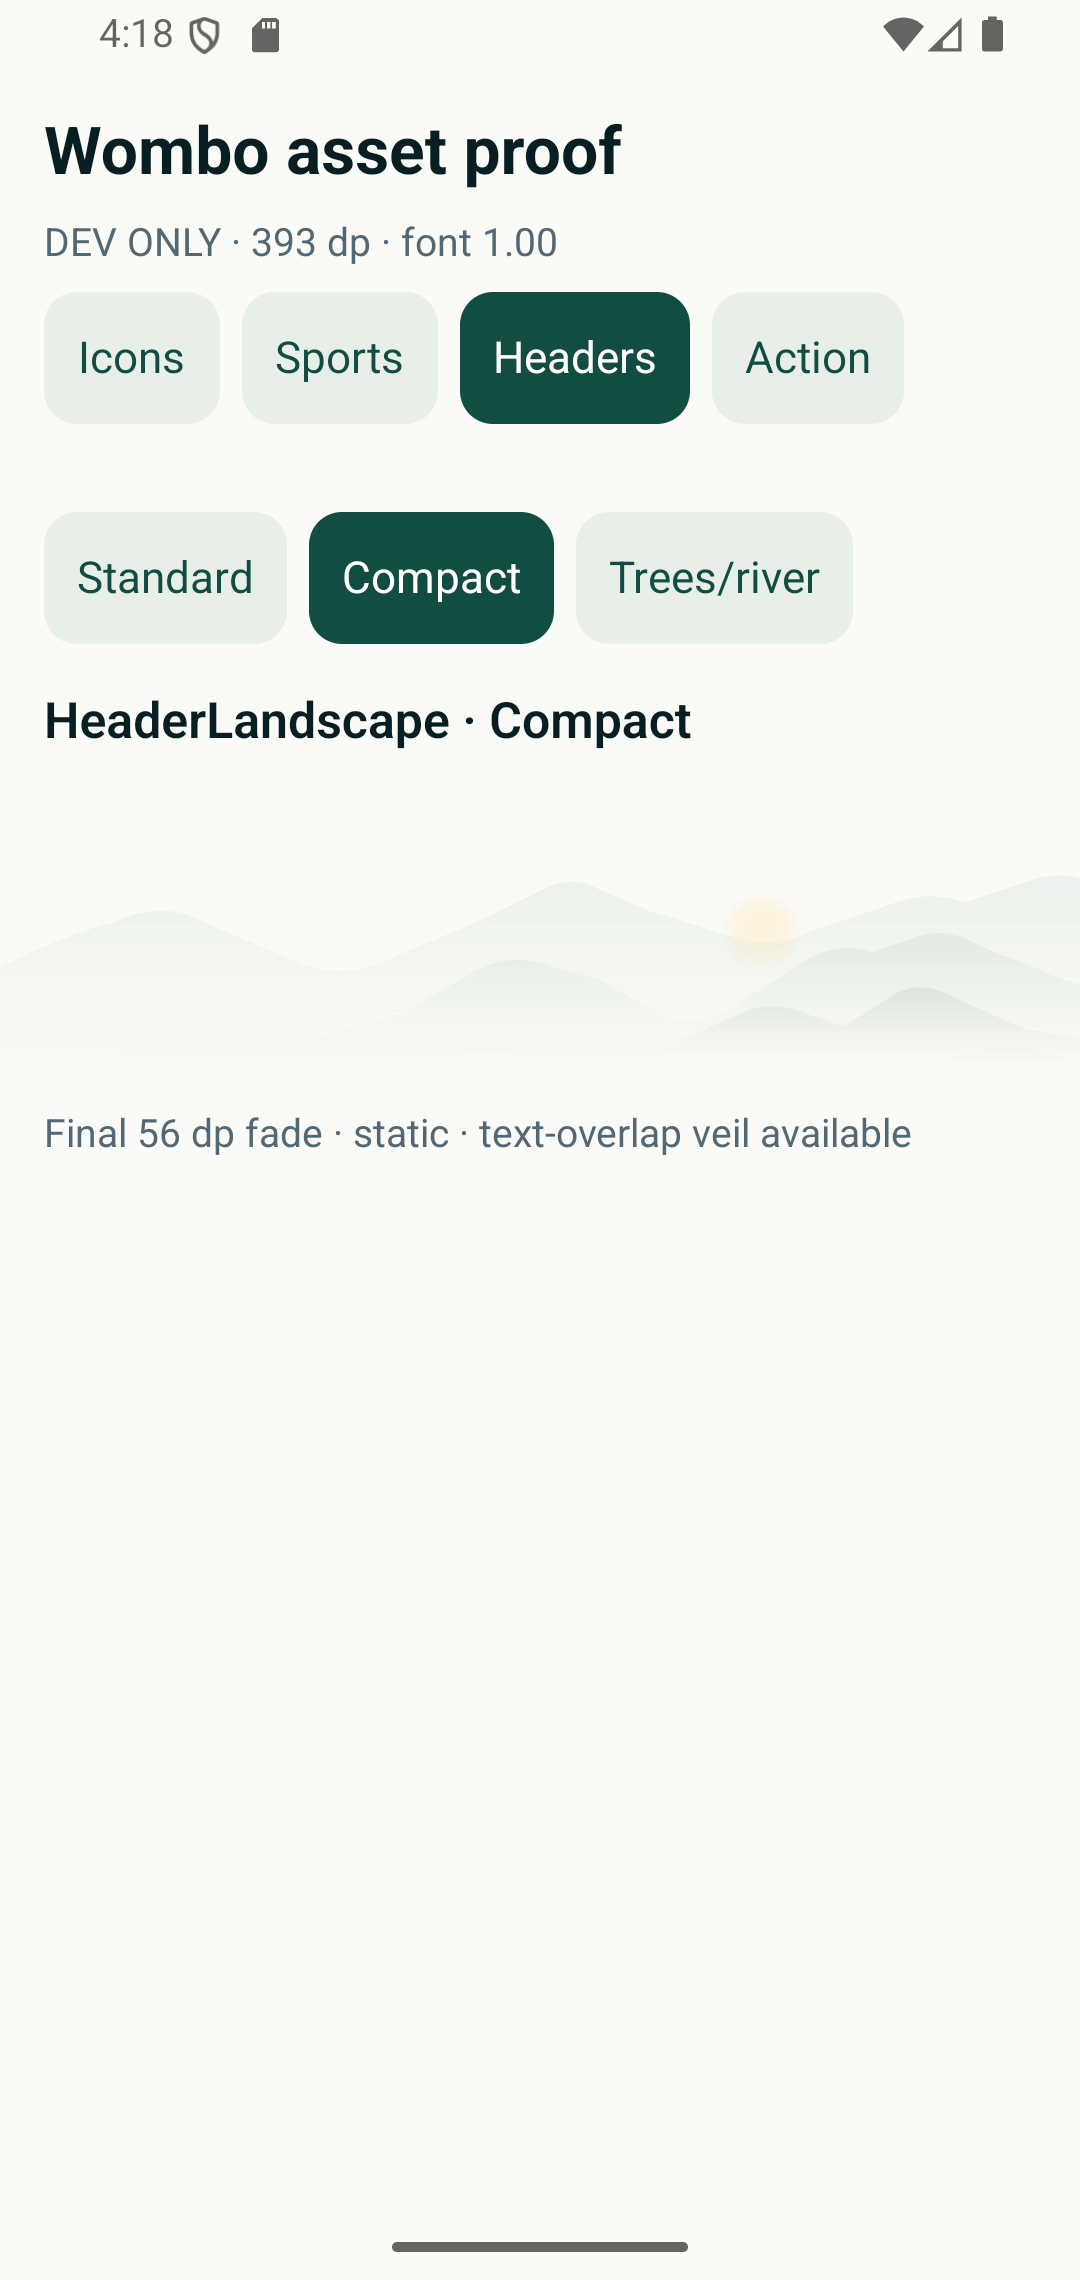 4:18
Wombo asset proof
DEV ONLY · 393 dp · font 1.00
Icons Sports Headers Action
Standard Compact Trees/river
HeaderLandscape · Compact
Final 56 dp fade · static · text-overlap veil available